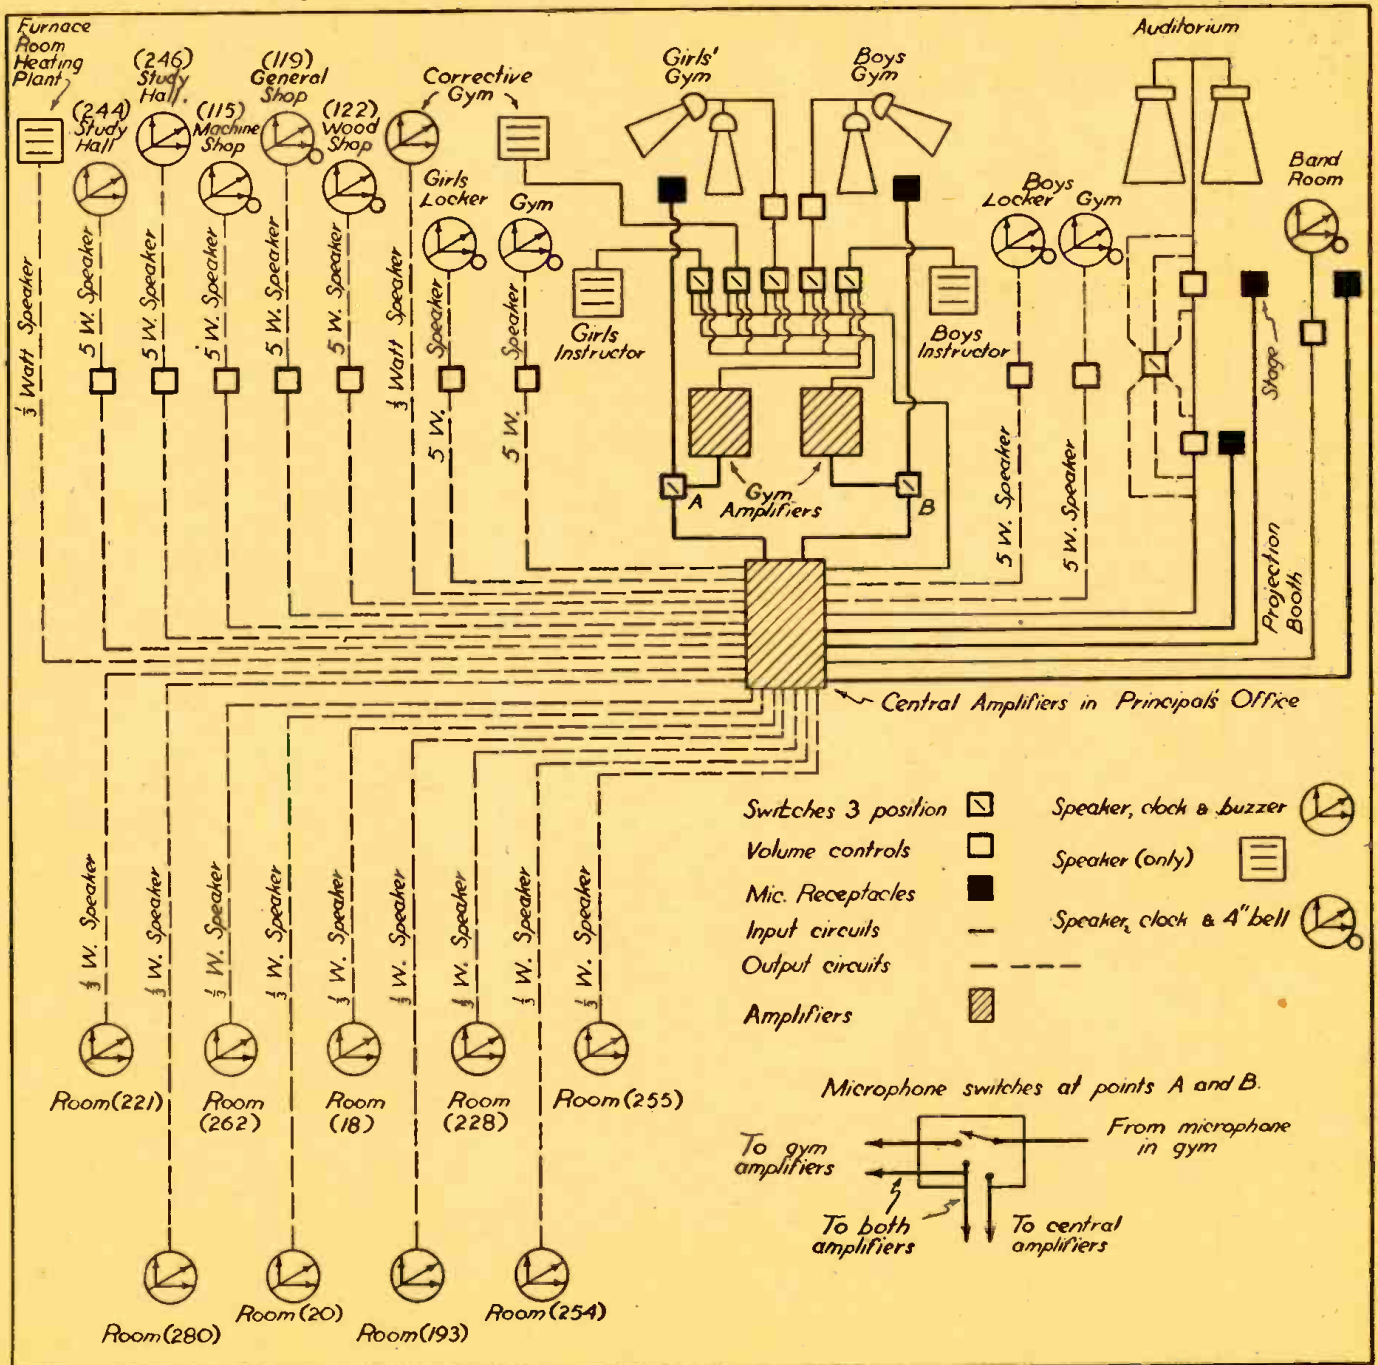 Furnace
Room
Heating
Plant
(244)
Study
Hall
(246)
Study
Hall.
(115)
Machine
Shop
(119)
General
Shop
(122)
Wood
Shop
Corrective
Gym
Girls
Locker
Gym
Girls'
Gym
Boys
Gym
Girls
Instructor
Boys
Instructor
Boys
Locker
Gym
Auditorium
Band
Room
Stage
Projection
Booth
⅓ Watt Speaker
5 W. Speaker
5 W. Speaker
5 W. Speaker
5 W. Speaker
5 W. Speaker
⅓ Watt Speaker
5 W. Speaker
5 W. Speaker
5 W. Speaker
5 W. Speaker
A
Gym
Amplifiers
B
Central Amplifiers in Principal's Office
⅓ W. Speaker
⅓ W. Speaker
⅓ W. Speaker
⅓ W. Speaker
⅓ W. Speaker
⅓ W. Speaker
⅓ W. Speaker
⅓ W. Speaker
⅓ W. Speaker
Room (221)
Room
(262)
Room
(18)
Room
(228)
Room (255)
Room (280)
Room (20)
Room (193)
Room (254)
Switches 3 position
Volume controls
Mic. Receptacles
Input circuits
Output circuits
Amplifiers
Speaker, clock & buzzer
Speaker (only)
Speaker, clock & 4" bell
Microphone switches at points A and B.
To gym
amplifiers
From microphone
in gym
To both
amplifiers
To central
amplifiers